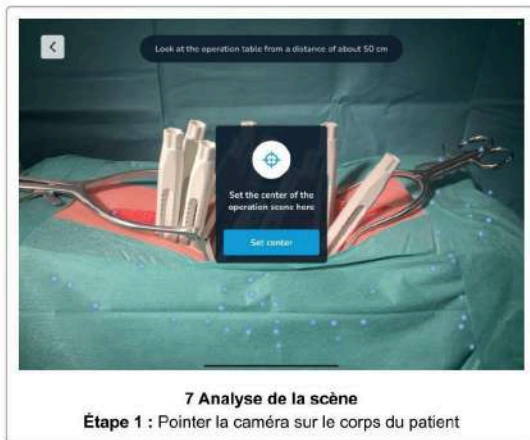 Look at the operation table from a distance of about 50 cm
Set the center of the
operation scene here
Set center
7 Analyse de la scène
Étape 1 : Pointer la caméra sur le corps du patient